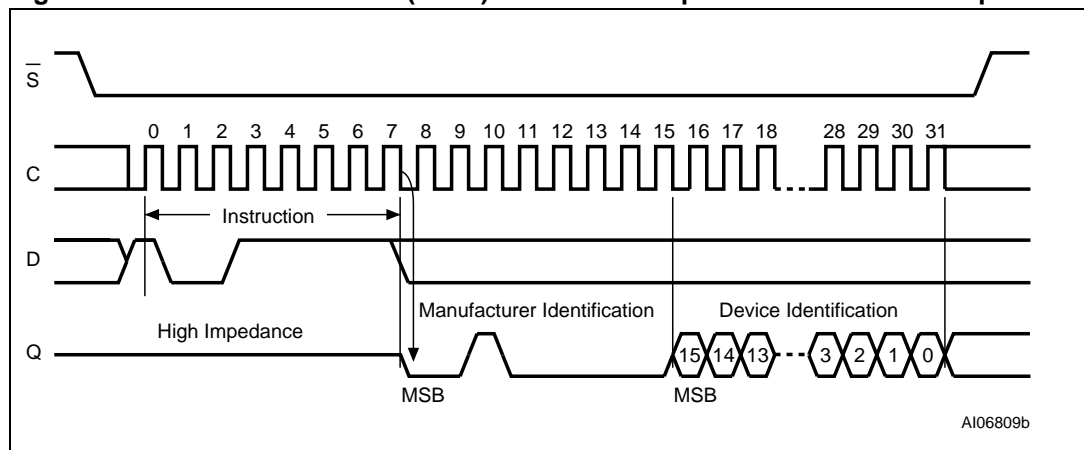 S
0 1 2 3 4 5 6 7 8 9 10 11 12 13 14 15 16 17 18 28 29 30 31
C
Instruction
D
Manufacturer Identification Device Identification
High Impedance
Q 15 14 13 3 2 1 0
MSB MSB
AI06809b